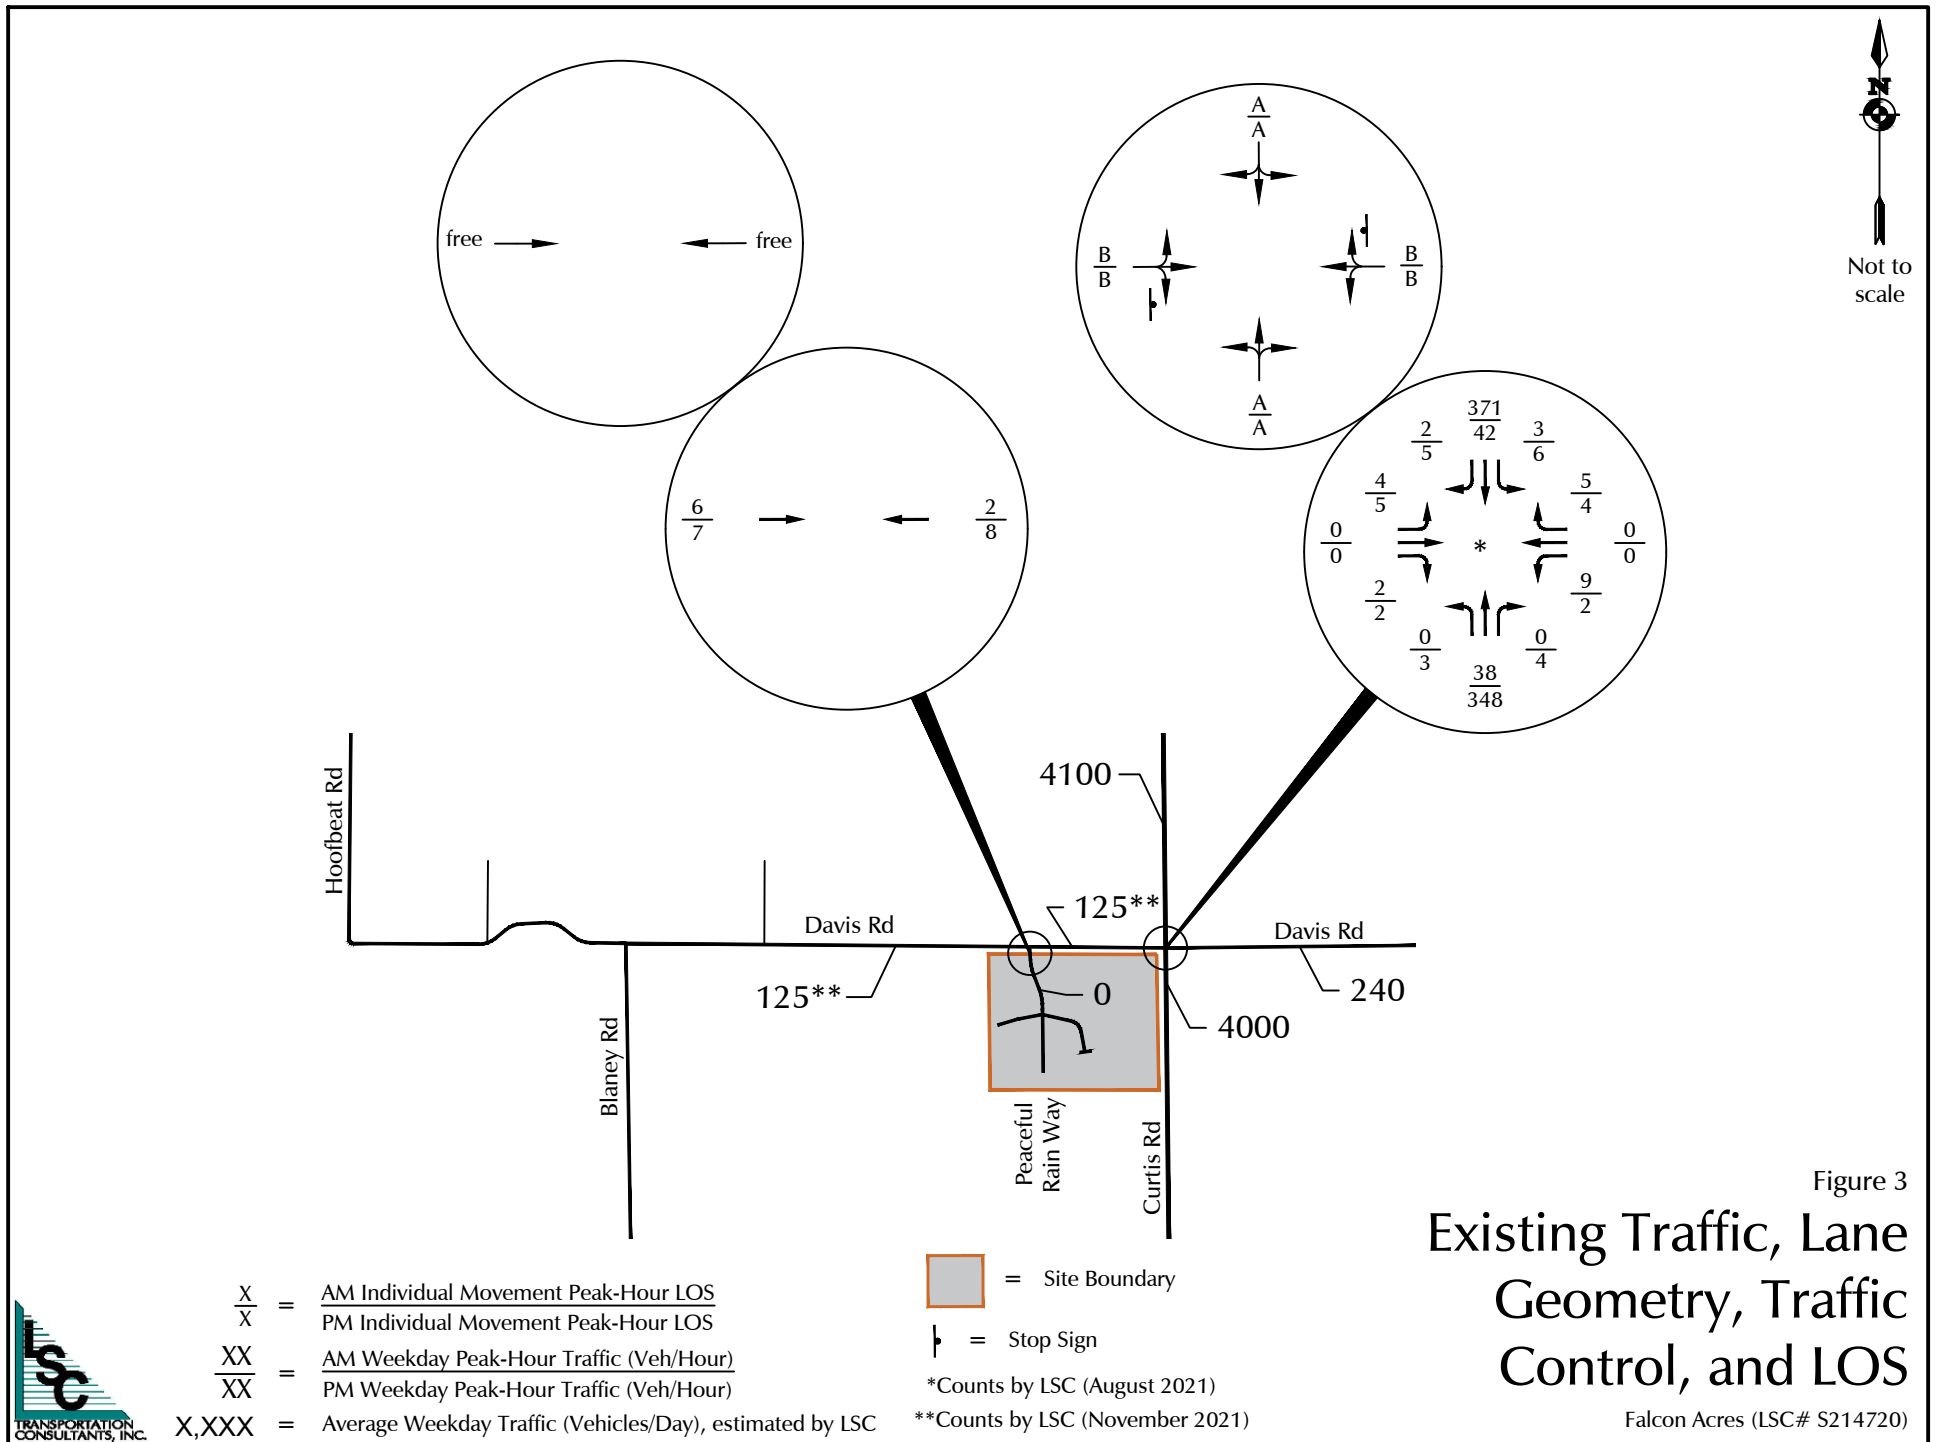 N
Not to
scale
free
free
A
A
B
B
B
B
A
A
6
7
2
8
371
42
2
5
3
6
4
5
5
4
0
0
*
0
0
2
2
9
2
0
3
0
4
38
348
4100
Hoofbeat Rd
125**
Davis Rd
Davis Rd
125**
0
240
4000
Blaney Rd
Peaceful
Rain Way
Curtis Rd
Figure 3
Existing Traffic, Lane
Geometry, Traffic
Control, and LOS
Falcon Acres (LSC# S214720)
= Site Boundary
= Stop Sign
*Counts by LSC (August 2021)
**Counts by LSC (November 2021)
X
X
=
AM Individual Movement Peak-Hour LOS
PM Individual Movement Peak-Hour LOS
XX
XX
=
AM Weekday Peak-Hour Traffic (Veh/Hour)
PM Weekday Peak-Hour Traffic (Veh/Hour)
X,XXX = Average Weekday Traffic (Vehicles/Day), estimated by LSC
LSC
TRANSPORTATION
CONSULTANTS, INC.